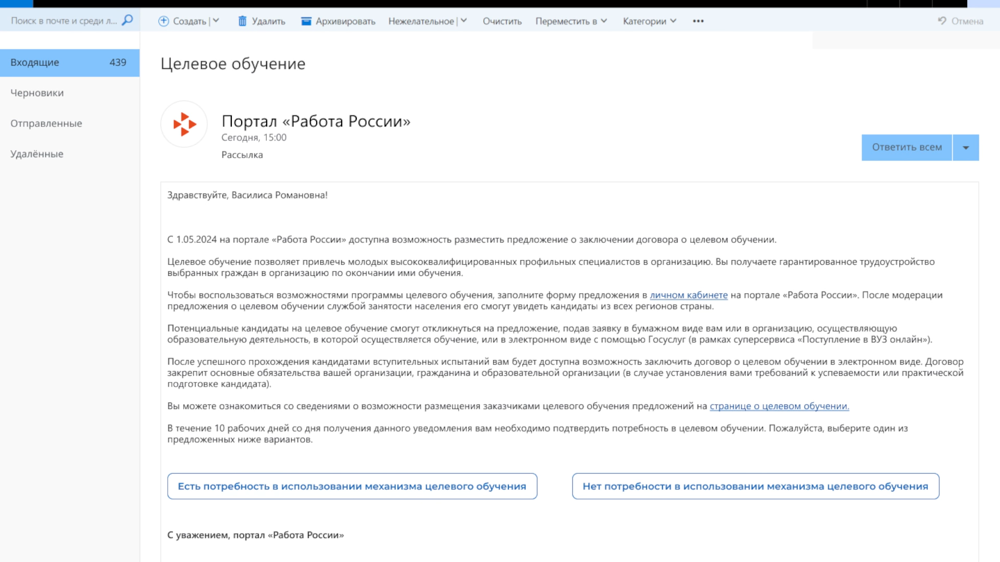 Поиск в почте и среди л...
Создать
Удалить
Архивировать
Нежелательное
Очистить
Переместить в
Категории
Отмена
Входящие 439
Черновики
Отправленные
Удалённые
Целевое обучение
Портал «Работа России»
Сегодня, 15:00
Рассылка
Ответить всем
Здравствуйте, Василиса Романовна!
С 1.05.2024 на портале «Работа России» доступна возможность разместить предложение о заключении договора о целевом обучении.
Целевое обучение позволяет привлечь молодых высококвалифицированных профильных специалистов в организацию. Вы получаете гарантированное трудоустройство
выбранных граждан в организацию по окончании ими обучения.
Чтобы воспользоваться возможностями программы целевого обучения, заполните форму предложения в личном кабинете на портале «Работа России». После модерации
предложения о целевом обучении службой занятости населения его смогут увидеть кандидаты из всех регионов страны.
Потенциальные кандидаты на целевое обучение смогут откликнуться на предложение, подав заявку в бумажном виде вам или в организацию, осуществляющую
образовательную деятельность, в которой осуществляется обучение, или в электронном виде с помощью Госуслуг (в рамках суперсервиса «Поступление в ВУЗ онлайн»).
После успешного прохождения кандидатами вступительных испытаний вам будет доступна возможность заключить договор о целевом обучении в электронном виде. Договор
закрепит основные обязательства вашей организации, гражданина и образовательной организации (в случае установления вами требований к успеваемости или практической
подготовке кандидата).
Вы можете ознакомиться со сведениями о возможности размещения заказчиками целевого обучения предложений на странице о целевом обучении.
В течение 10 рабочих дней со дня получения данного уведомления вам необходимо подтвердить потребность в целевом обучении. Пожалуйста, выберите один из
предложенных ниже вариантов.
Есть потребность в использовании механизма целевого обучения
Нет потребности в использовании механизма целевого обучения
С уважением, портал «Работа России»